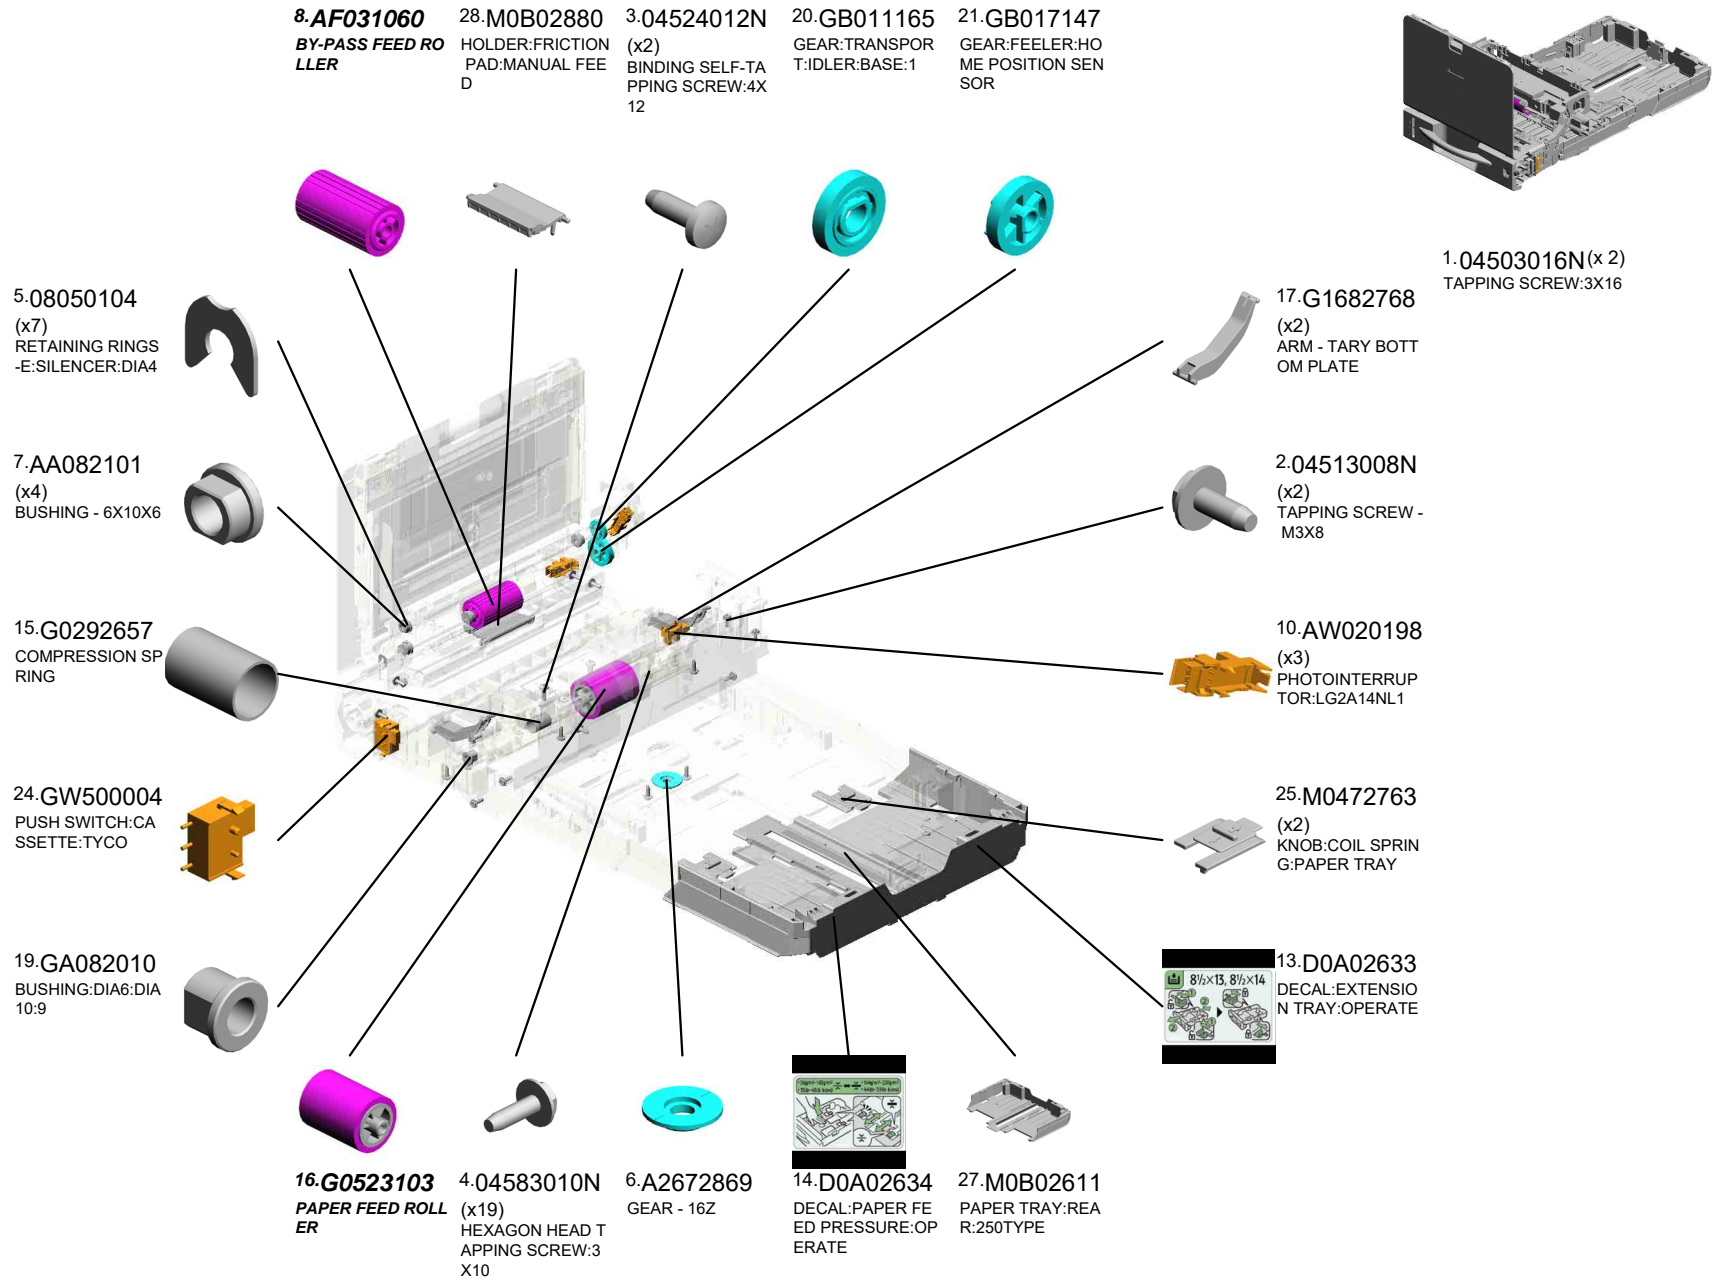 8.AF031060
BY-PASS FEED RO
LLER
28.M0B02880
HOLDER:FRICTION
PAD:MANUAL FEE
D
3.04524012N
(x2)
BINDING SELF-TA
PPING SCREW:4X
12
20.GB011165
GEAR:TRANSPOR
T:IDLER:BASE:1
21.GB017147
GEAR:FEELER:HO
ME POSITION SEN
SOR
1.04503016N(x 2)
TAPPING SCREW:3X16
5.08050104
(x7)
RETAINING RINGS
-E:SILENCER:DIA4
17.G1682768
(x2)
ARM - TARY BOTT
OM PLATE
7.AA082101
(x4)
BUSHING - 6X10X6
2.04513008N
(x2)
TAPPING SCREW -
M3X8
15.G0292657
COMPRESSION SP
RING
10.AW020198
(x3)
PHOTOINTERRUP
TOR:LG2A14NL1
24.GW500004
PUSH SWITCH:CA
SSETTE:TYCO
25.M0472763
(x2)
KNOB:COIL SPRIN
G:PAPER TRAY
19.GA082010
BUSHING:DIA6:DIA
10:9
8½×13, 8½×14
13.D0A02633
DECAL:EXTENSIO
N TRAY:OPERATE
16.G0523103
PAPER FEED ROLL
ER
4.04583010N
(x19)
HEXAGON HEAD T
APPING SCREW:3
X10
6.A2672869
GEAR - 16Z
14.D0A02634
DECAL:PAPER FE
ED PRESSURE:OP
ERATE
27.M0B02611
PAPER TRAY:REA
R:250TYPE